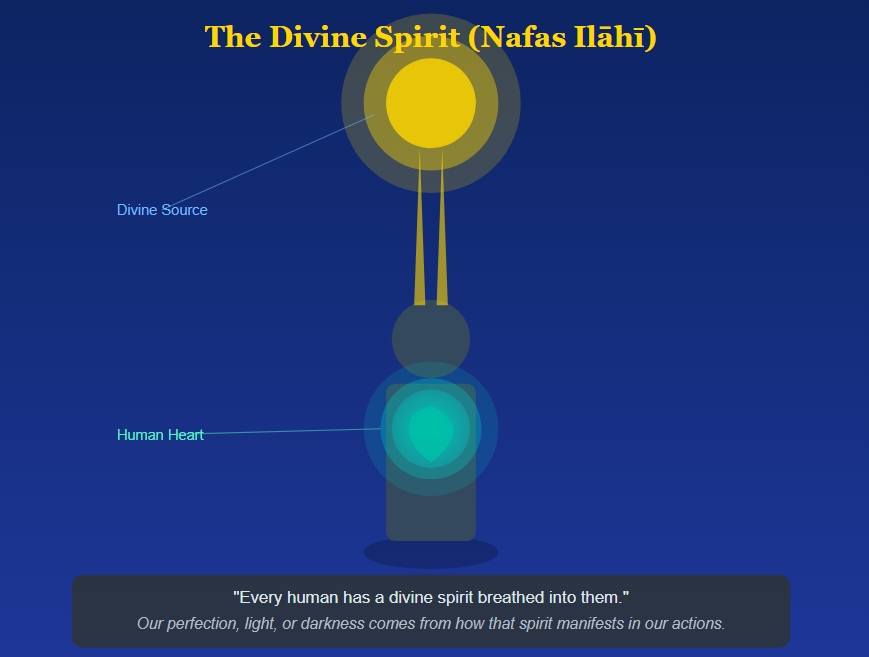 The Divine Spirit (Nafas Ilāhī)
Divine Source
Human Heart
"Every human has a divine spirit breathed into them."
Our perfection, light, or darkness comes from how that spirit manifests in our actions.